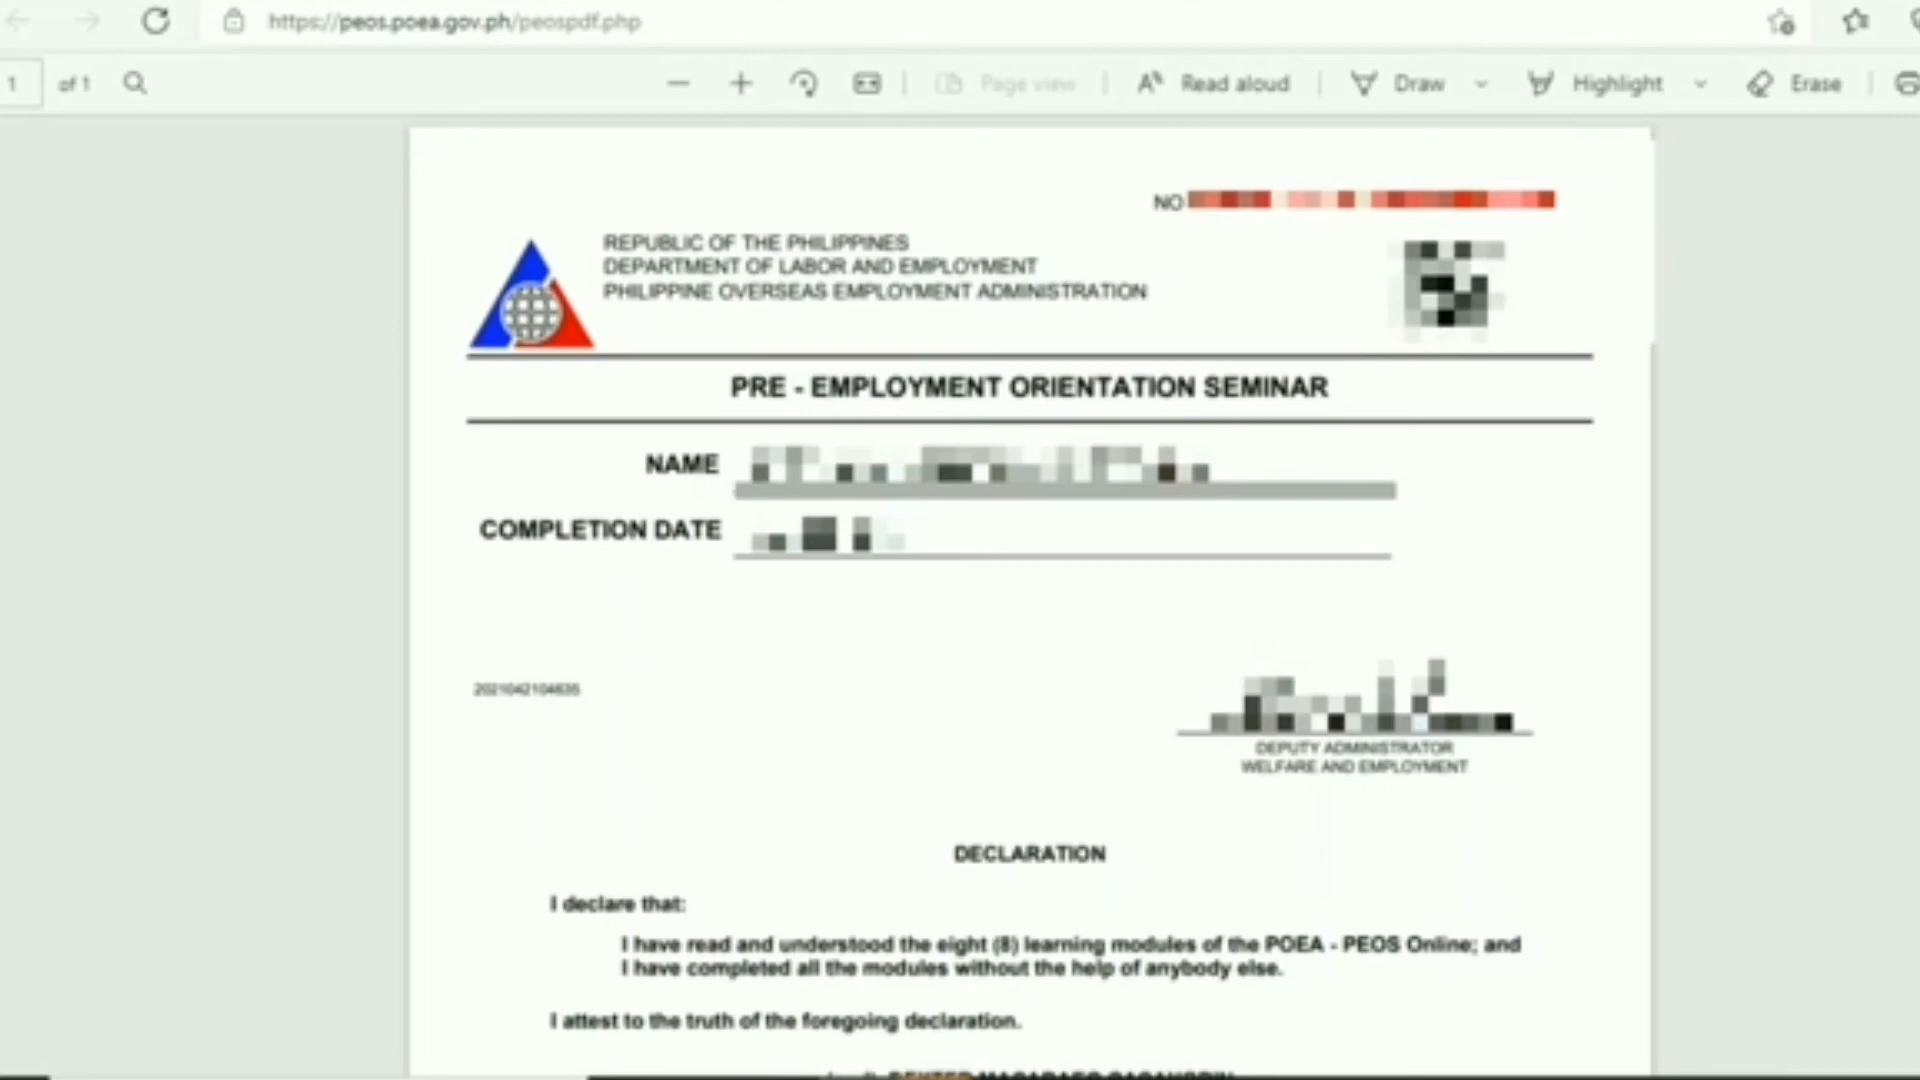 https://peos.poea.gov.ph/peospdf.php
1 of 1
Page view
Read aloud
Draw
Highlight
Erase
NO
REPUBLIC OF THE PHILIPPINES
DEPARTMENT OF LABOR AND EMPLOYMENT
PHILIPPINE OVERSEAS EMPLOYMENT ADMINISTRATION
PRE - EMPLOYMENT ORIENTATION SEMINAR
NAME
COMPLETION DATE
2021042104635
DEPUTY ADMINISTRATOR
WELFARE AND EMPLOYMENT
DECLARATION
I declare that:
I have read and understood the eight (8) learning modules of the POEA - PEOS Online; and
I have completed all the modules without the help of anybody else.
I attest to the truth of the foregoing declaration.